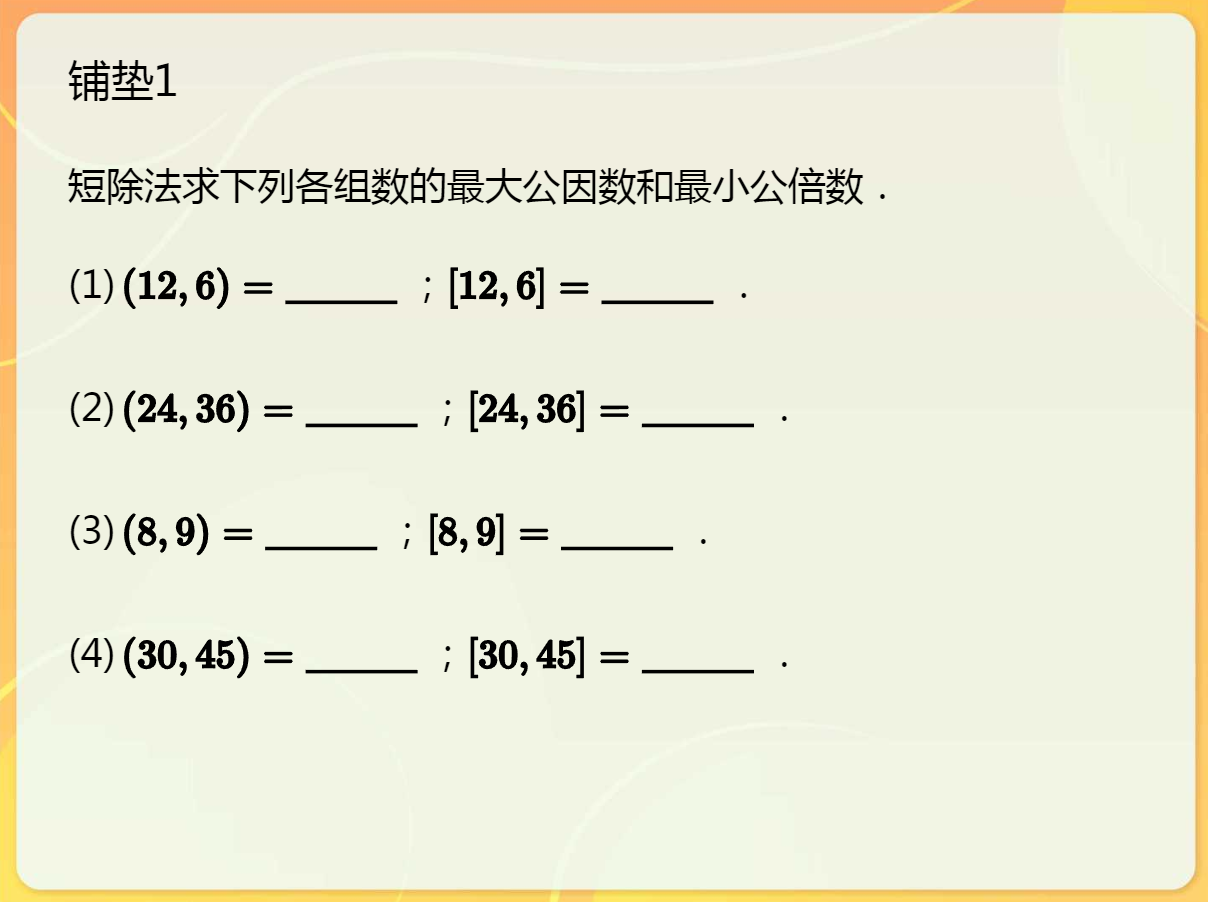 铺垫1
短除法求下列各组数的最大公因数和最小公倍数．
(1) (12, 6) = ______ ；[12, 6] = ______ ．
(2) (24, 36) = ______ ；[24, 36] = ______ ．
(3) (8, 9) = ______ ；[8, 9] = ______ ．
(4) (30, 45) = ______ ；[30, 45] = ______ ．